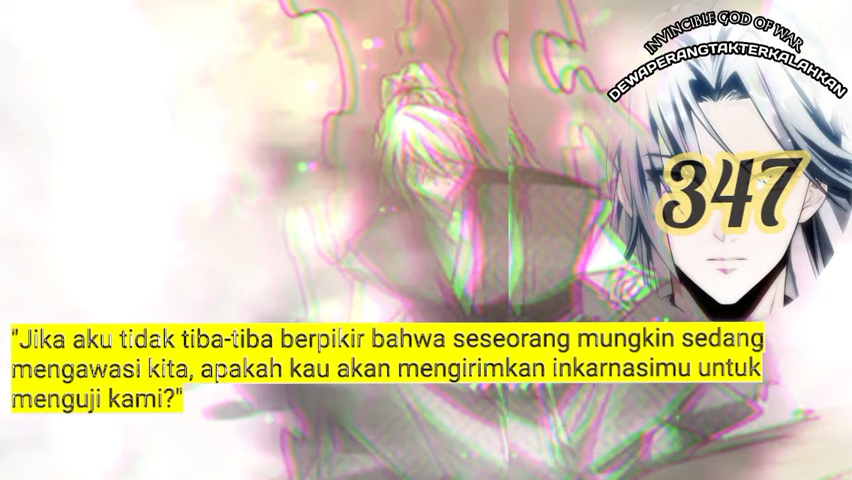 INVINCIBLE GOD OF WAR
DEWAPERANGTAKTERKALAHKAN
347
"Jika aku tidak tiba-tiba berpikir bahwa seseorang mungkin sedang
mengawasi kita, apakah kau akan mengirimkan inkarnasimu untuk
menguji kami?"